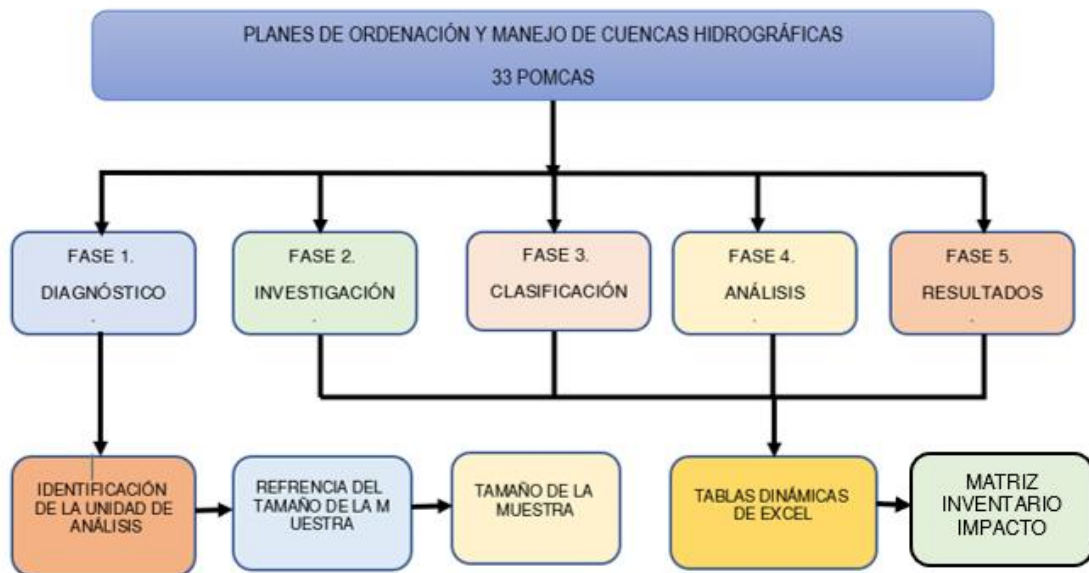 PLANES DE ORDENACIÓN Y MANEJO DE CUENCAS HIDROGRÁFICAS
33 POMCAS
FASE 1.
DIAGNÓSTICO
.
FASE 2.
INVESTIGACIÓN
.
FASE 3.
CLASIFICACIÓN
FASE 4.
ANÁLISIS
.
FASE 5.
RESULTADOS
.
IDENTIFICACIÓN
DE LA UNIDAD DE
ANÁLISIS
REFRENCIA DEL
TAMAÑO DE LA M
UESTRA
TAMAÑO DE LA
MUESTRA
TABLAS DINÁMICAS
DE EXCEL
MATRIZ
INVENTARIO
IMPACTO